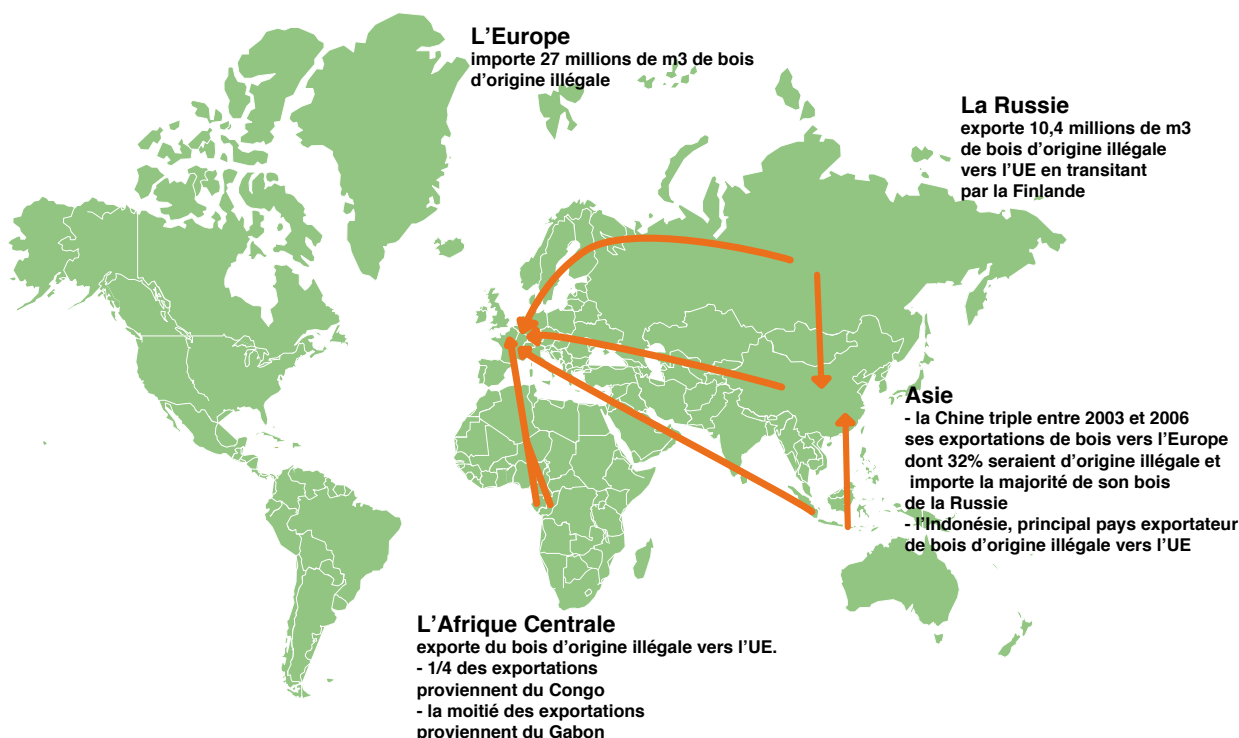 L’Europe
importe 27 millions de m3 de bois
d’origine illégale
La Russie
exporte 10,4 millions de m3
de bois d’origine illégale
vers l’UE en transitant
par la Finlande
Asie
- la Chine triple entre 2003 et 2006
ses exportations de bois vers l’Europe
dont 32% seraient d’origine illégale et
importe la majorité de son bois
de la Russie
- l’Indonésie, principal pays exportateur
de bois d’origine illégale vers l’UE
L’Afrique Centrale
exporte du bois d’origine illégale vers l’UE.
- 1/4 des exportations
proviennent du Congo
- la moitié des exportations
proviennent du Gabon